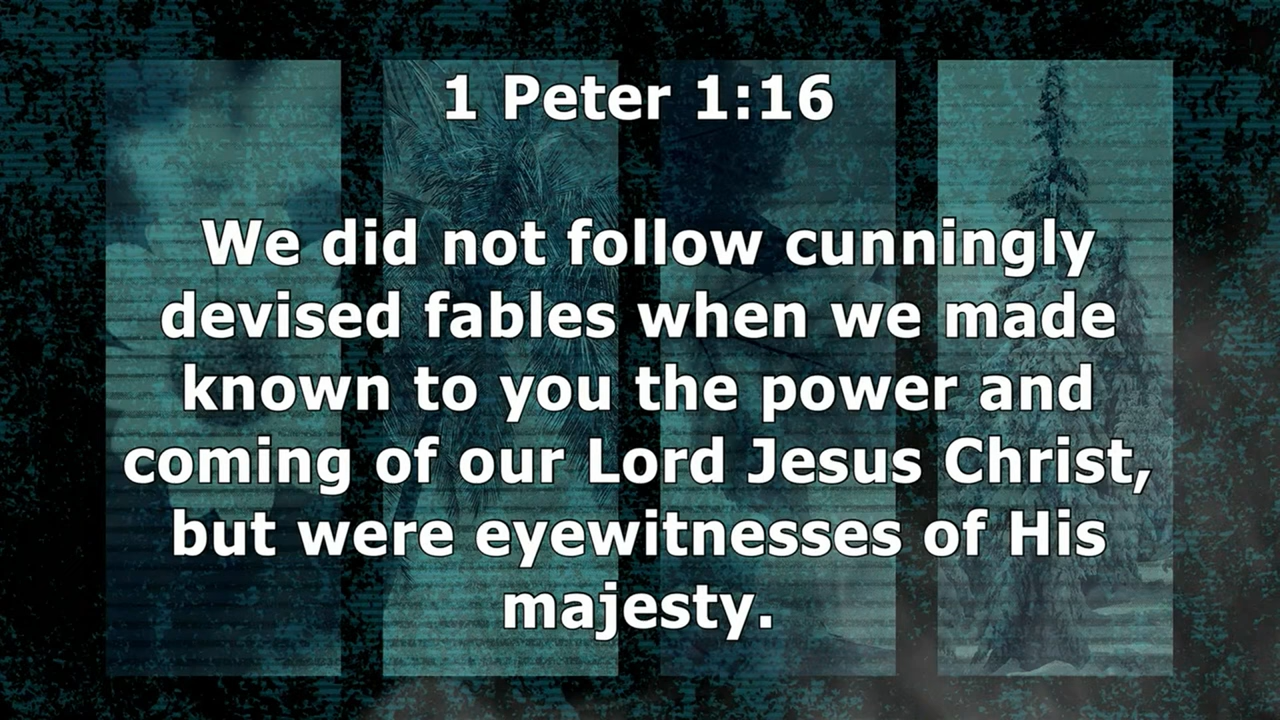 1 Peter 1:16
We did not follow cunningly
devised fables when we made
known to you the power and
coming of our Lord Jesus Christ,
but were eyewitnesses of His
majesty.